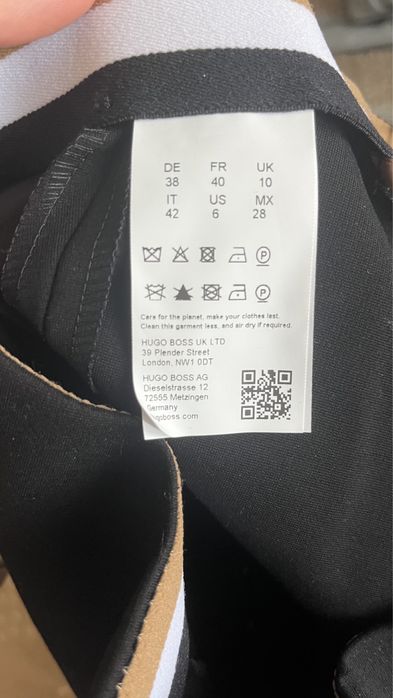 DE FR UK
38 40 10
IT US MX
42 6 28
P
P
Care for the planet, make your clothes last.
Clean this garment less, and air dry if required.
HUGO BOSS UK LTD
39 Plender Street
London, NW1 0DT
HUGO BOSS AG
Dieselstrasse 12
72555 Metzingen
Germany